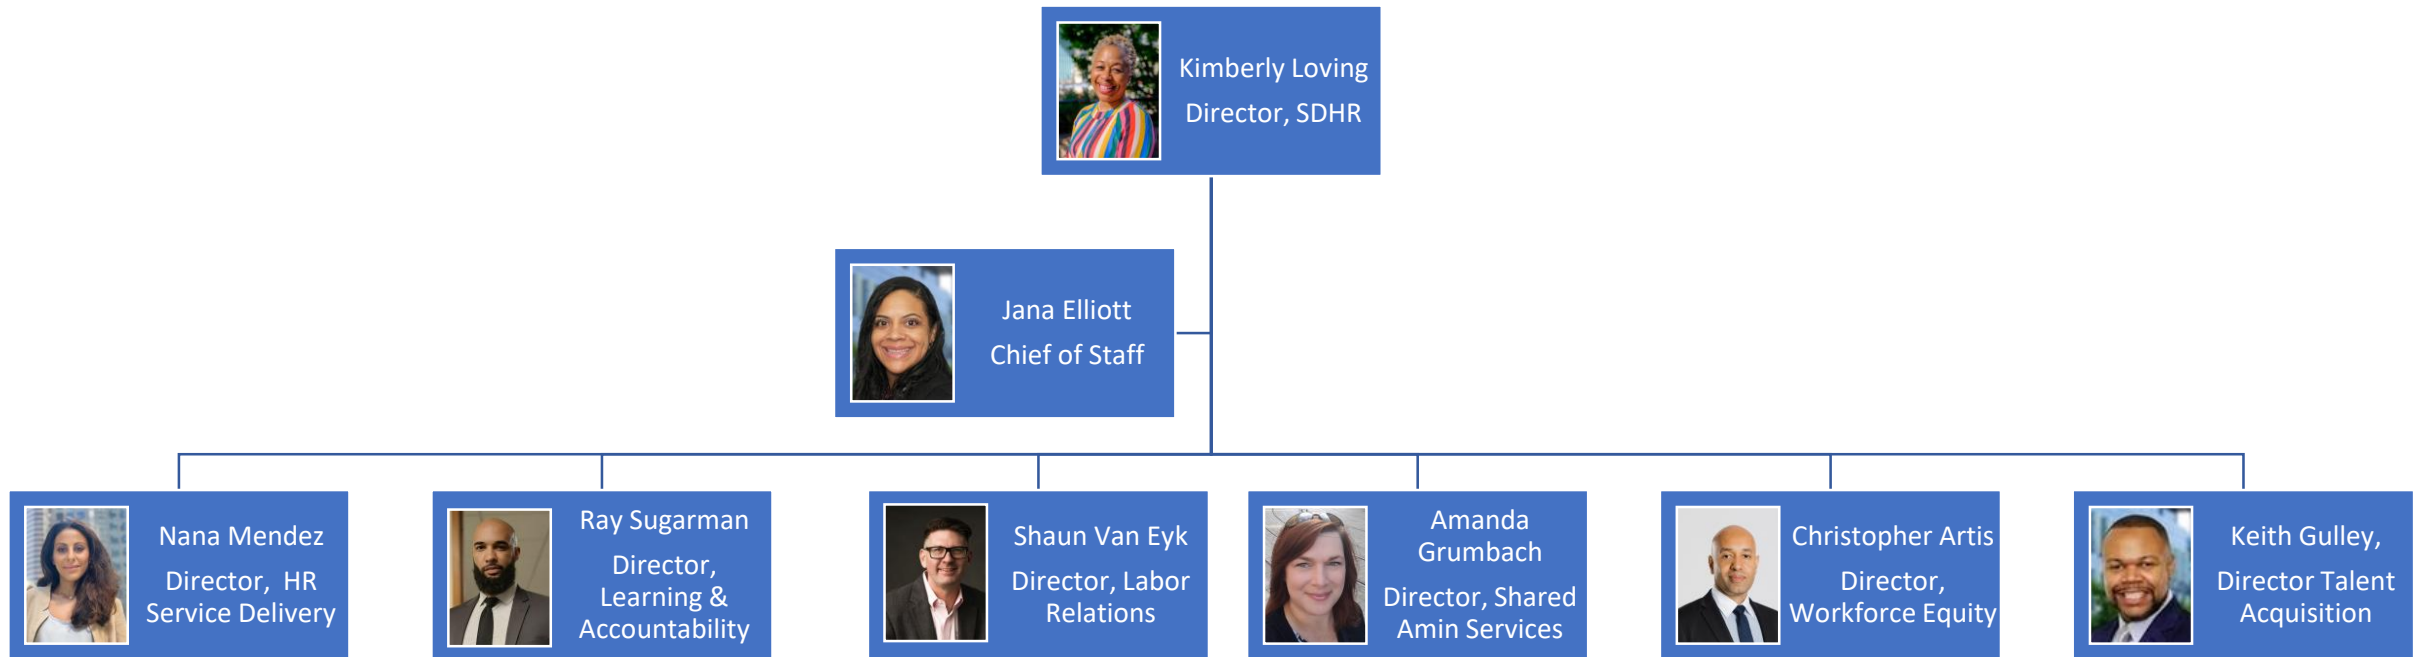 Kimberly Loving
Director, SDHR
Jana Elliott
Chief of Staff
Nana Mendez
Director,  HR
Service Delivery
Ray Sugarman
Director,
Learning &
Accountability
Shaun Van Eyk
Director, Labor
Relations
Amanda
Grumbach
Director, Shared
Amin Services
Christopher Artis
Director,
Workforce Equity
Keith Gulley,
Director Talent
Acquisition